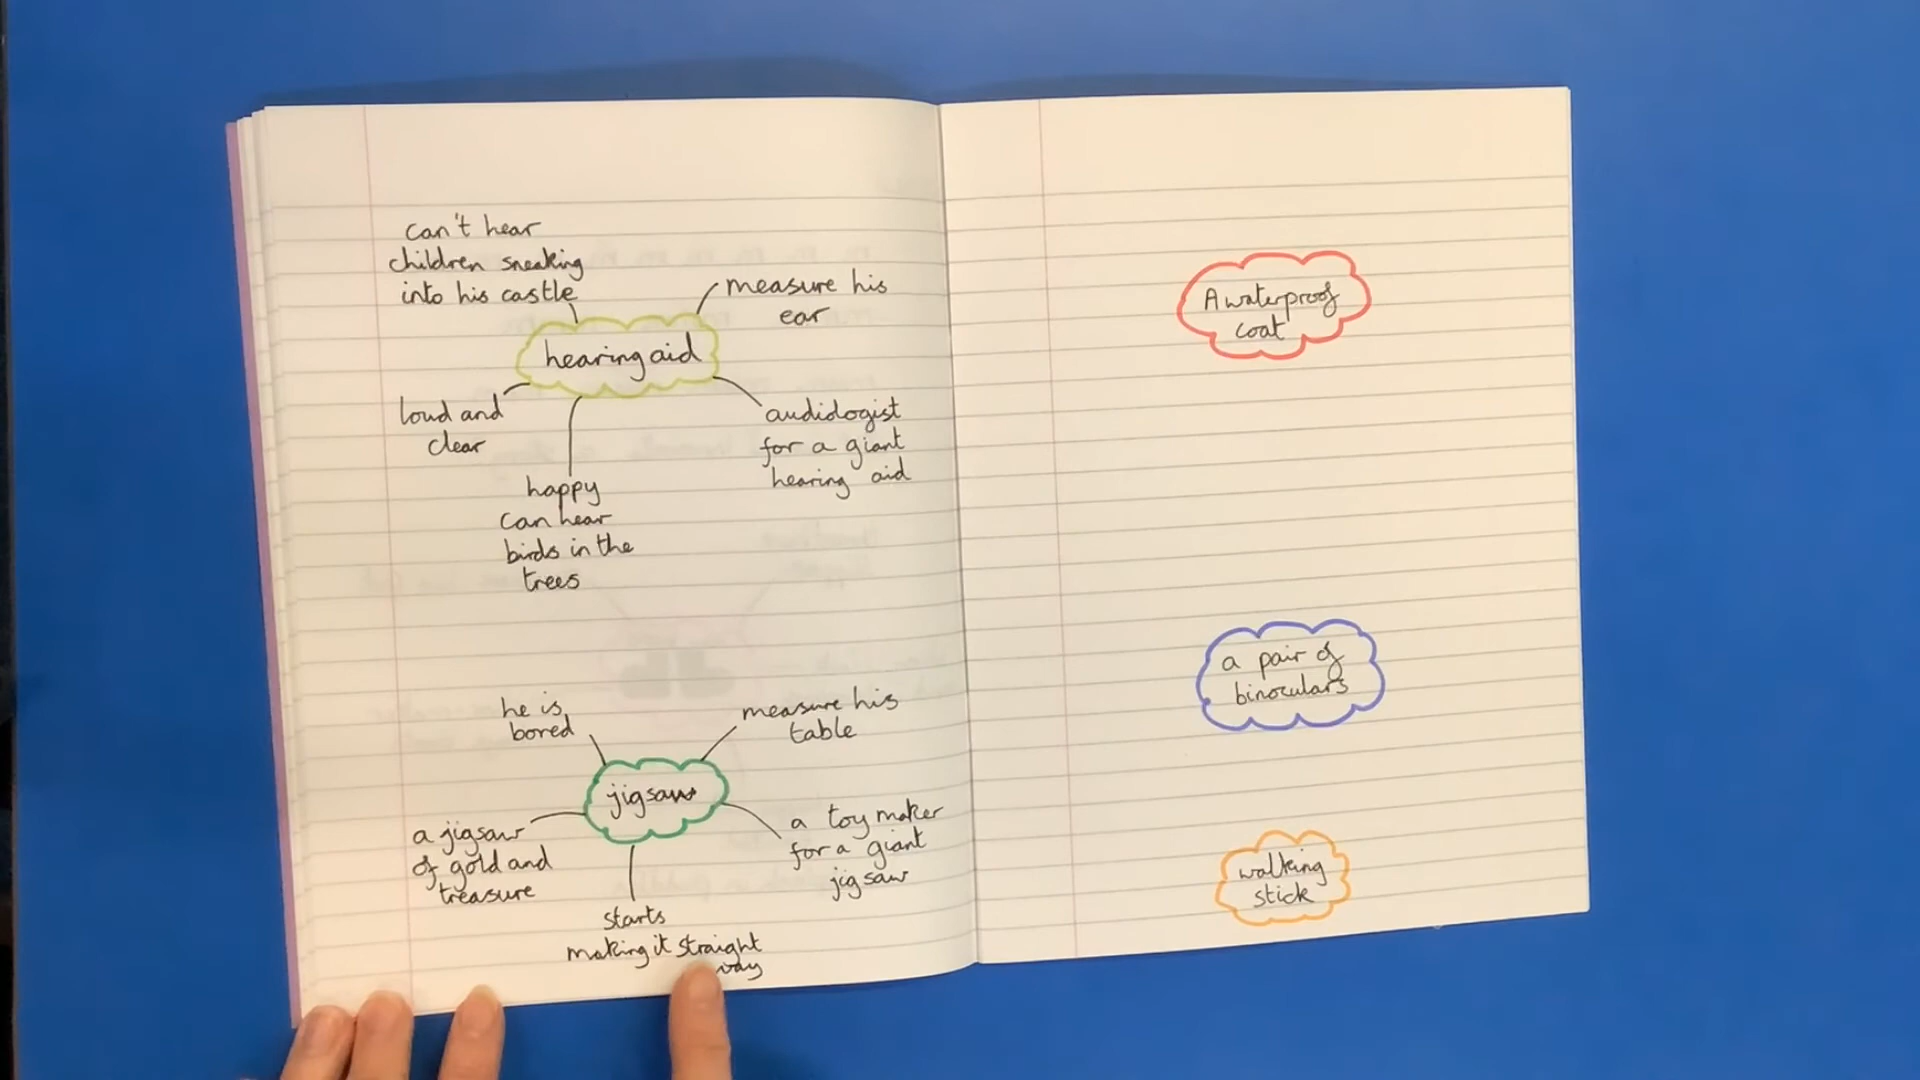 can't hear
children sneaking
into his castle
measure his
ear
hearing aid
loud and
clear
audiologist
for a giant
hearing aid
happy
can hear
birds in the
trees
he is
bored
measure his
table
jigsaw
a jigsaw
of gold and
treasure
a toy maker
for a giant
jigsaw
starts
making it straight
way
A waterproof
coat
a pair of
binoculars
walking
stick